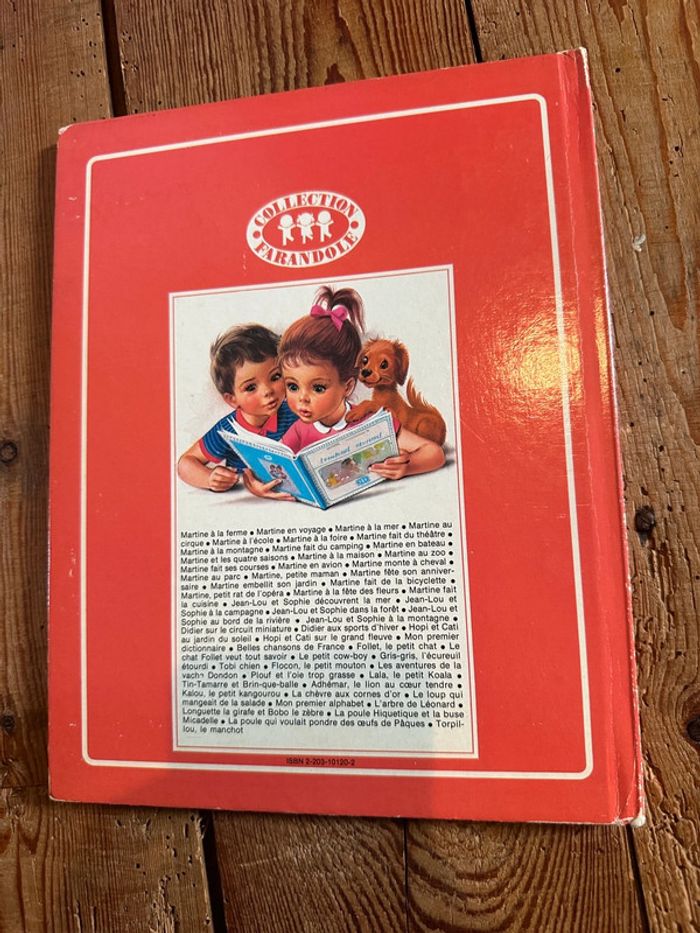 COLLECTION
FARANDOLE
Martine à la ferme • Martine en voyage • Martine à la mer • Martine au
cirque • Martine à l'école • Martine à la foire • Martine fait du théâtre •
Martine à la montagne • Martine fait du camping • Martine en bateau •
Martine et les quatre saisons • Martine à la maison • Martine au zoo •
Martine fait ses courses • Martine en avion • Martine monte à cheval •
Martine au parc • Martine, petite maman • Martine fête son anniver-
saire • Martine embellit son jardin • Martine fait de la bicyclette •
Martine, petit rat de l'opéra • Martine à la fête des fleurs • Martine fait
la cuisine • Jean-Lou et Sophie découvrent la mer • Jean-Lou et
Sophie à la campagne • Jean-Lou et Sophie dans la forêt • Jean-Lou et
Sophie au bord de la rivière • Jean-Lou et Sophie à la montagne •
Didier sur le circuit miniature • Didier aux sports d'hiver • Hopi et Cati
au jardin du soleil • Hopi et Cati sur le grand fleuve • Mon premier
dictionnaire • Belles chansons de France • Follet, le petit chat • Le
chat Follet veut tout savoir • Le petit cow-boy • Gris-gris, l'écureuil
étourdi • Tobi chien • Flocon, le petit mouton • Les aventures de la
vache Dondon • Plouf et l'oie trop grasse • Lala, le petit Koala •
Tin-Tamarre et Brin-que-balle • Adhémar, le lion au cœur tendre •
Kalou, le petit kangourou • La chèvre aux cornes d'or • Le loup qui
mangeait de la salade • Mon premier alphabet • L'arbre de Léonard •
Longuette la girafe et Bobo le zèbre • La poule Hiquetique et la buse
Micadelle • La poule qui voulait pondre des œufs de Pâques • Torpil-
lou, le manchot
ISBN 2-203-10120-2